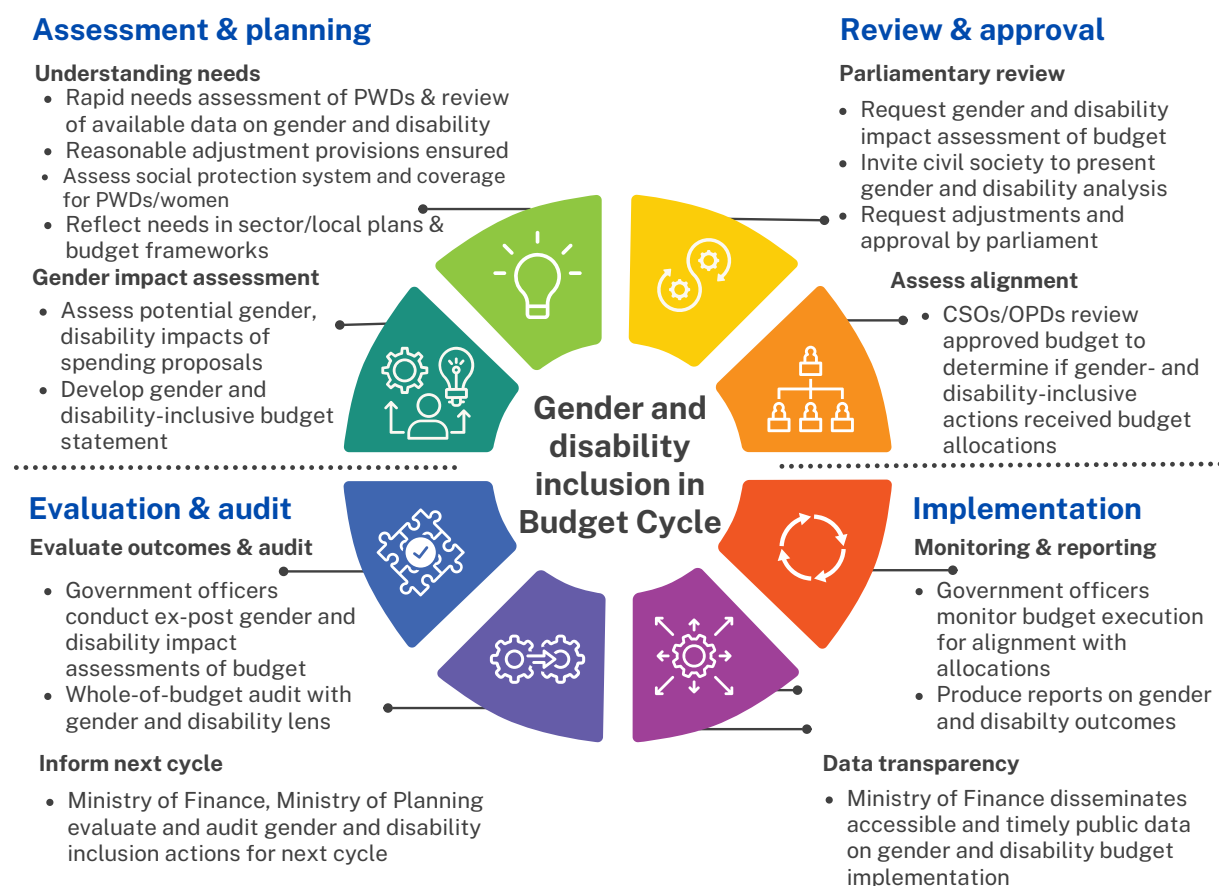 Assessment & planning
Understanding needs
• Rapid needs assessment of PWDs & review
of available data on gender and disability
• Reasonable adjustment provisions ensured
• Assess social protection system and coverage
for PWDs/women
• Reflect needs in sector/local plans &
budget frameworks
Gender impact assessment
• Assess potential gender,
disability impacts of
spending proposals
• Develop gender and
disability-inclusive budget
statement
Review & approval
Parliamentary review
• Request gender and disability
impact assessment of budget
• Invite civil society to present
gender and disability analysis
• Request adjustments and
approval by parliament
Assess alignment
• CSOs/OPDs review
approved budget to
determine if gender- and
disability-inclusive
actions received budget
allocations
Gender and
disability
inclusion in
Budget Cycle
Evaluation & audit
Evaluate outcomes & audit
• Government officers
conduct ex-post gender and
disability impact
assessments of budget
• Whole-of-budget audit with
gender and disability lens
Inform next cycle
• Ministry of Finance, Ministry of Planning
evaluate and audit gender and disability
inclusion actions for next cycle
Implementation
Monitoring & reporting
• Government officers
monitor budget execution
for alignment with
allocations
• Produce reports on gender
and disabilty outcomes
Data transparency
• Ministry of Finance disseminates
accessible and timely public data
on gender and disability budget
implementation